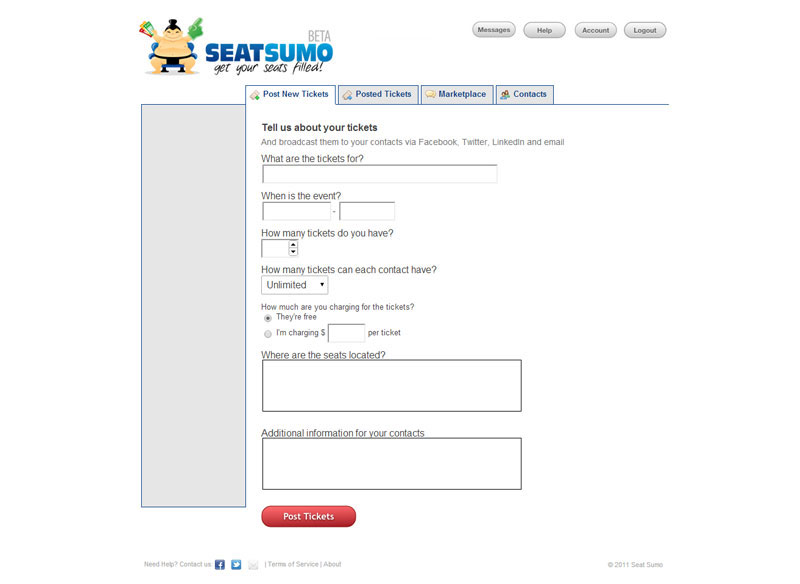 BETA
SEATSUMO
get your seats filled!
Messages Help Account Logout
Post New Tickets Posted Tickets Marketplace Contacts
Tell us about your tickets
And broadcast them to your contacts via Facebook, Twitter, LinkedIn and email
What are the tickets for?
When is the event?
-
How many tickets do you have?
How many tickets can each contact have?
Unlimited
How much are you charging for the tickets?
They're free
I'm charging $ per ticket
Where are the seats located?
Additional information for your contacts
Post Tickets
Need Help? Contact us | Terms of Service | About
© 2011 Seat Sumo